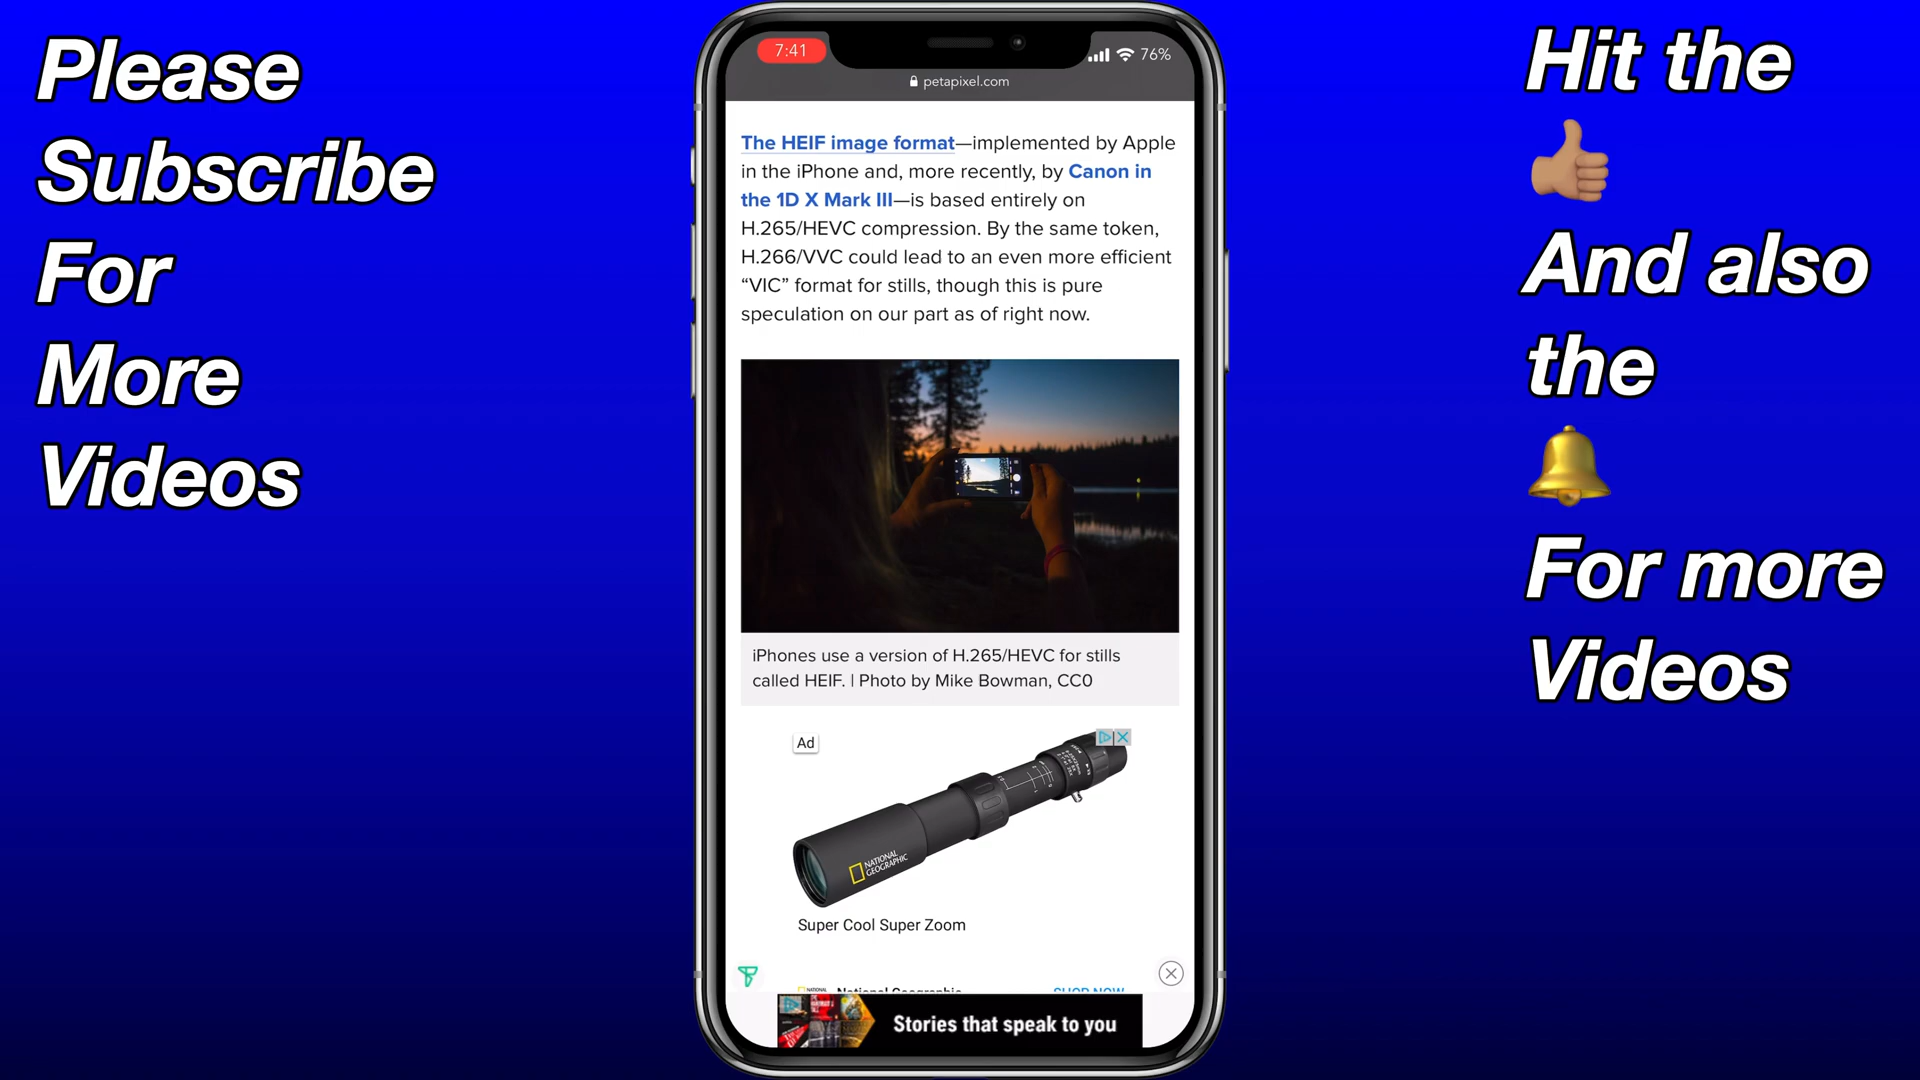 Please
Subscribe
For
More
Videos
7:41
76%
petapixel.com
The HEIF image format—implemented by Apple
in the iPhone and, more recently, by Canon in
the 1D X Mark III—is based entirely on
H.265/HEVC compression. By the same token,
H.266/VVC could lead to an even more efficient
“VIC” format for stills, though this is pure
speculation on our part as of right now.
iPhones use a version of H.265/HEVC for stills
called HEIF. | Photo by Mike Bowman, CC0
Ad
NATIONAL
GEOGRAPHIC
Super Cool Super Zoom
NATIONAL
National Geographic
SHOP NOW
Stories that speak to you
Hit the
And also
the
For more
Videos